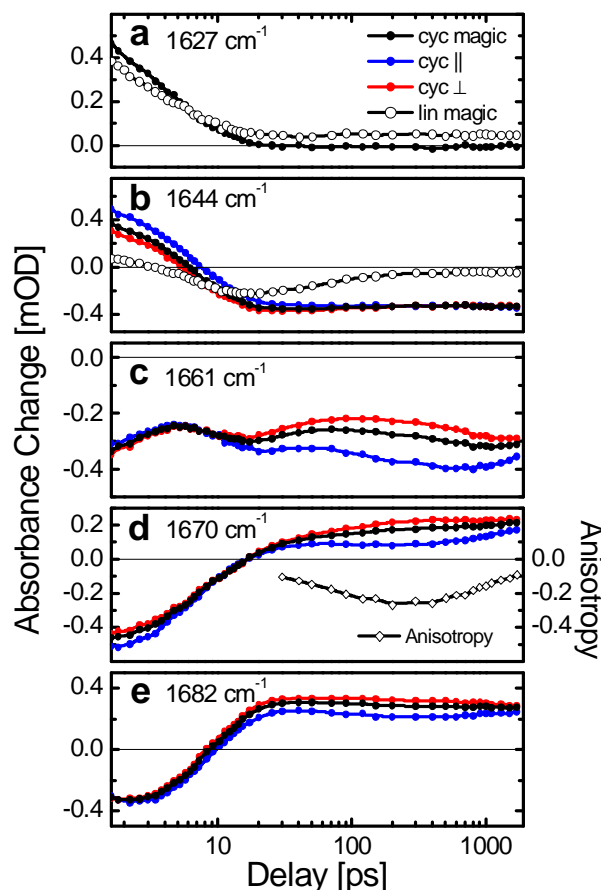 a 1627 cm⁻¹
cyc magic
cyc ||
cyc ⊥
lin magic
0.4
0.2
0.0
b 1644 cm⁻¹
0.4
0.0
-0.4
c 1661 cm⁻¹
0.0
-0.2
-0.4
d 1670 cm⁻¹
0.2
0.0
-0.2
-0.4
0.0
-0.2
-0.4
Anisotropy
e 1682 cm⁻¹
0.4
0.0
-0.4
10 100 1000
Delay [ps]
Absorbance Change [mOD]
Anisotropy